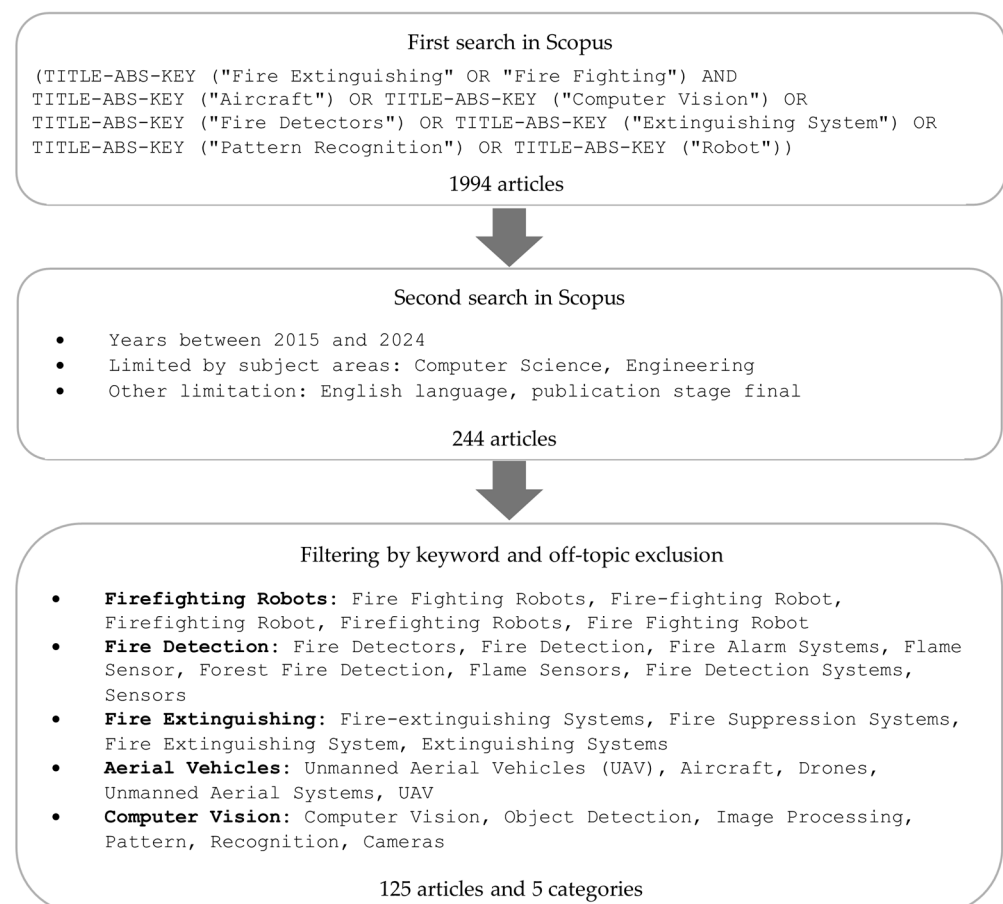 First search in Scopus
(TITLE-ABS-KEY ("Fire Extinguishing" OR "Fire Fighting") AND
TITLE-ABS-KEY ("Aircraft") OR TITLE-ABS-KEY ("Computer Vision") OR
TITLE-ABS-KEY ("Fire Detectors") OR TITLE-ABS-KEY ("Extinguishing System") OR
TITLE-ABS-KEY ("Pattern Recognition") OR TITLE-ABS-KEY ("Robot"))
1994 articles
Second search in Scopus
• Years between 2015 and 2024
• Limited by subject areas: Computer Science, Engineering
• Other limitation: English language, publication stage final
244 articles
Filtering by keyword and off-topic exclusion
• Firefighting Robots: Fire Fighting Robots, Fire-fighting Robot,
Firefighting Robot, Firefighting Robots, Fire Fighting Robot
• Fire Detection: Fire Detectors, Fire Detection, Fire Alarm Systems, Flame
Sensor, Forest Fire Detection, Flame Sensors, Fire Detection Systems,
Sensors
• Fire Extinguishing: Fire-extinguishing Systems, Fire Suppression Systems,
Fire Extinguishing System, Extinguishing Systems
• Aerial Vehicles: Unmanned Aerial Vehicles (UAV), Aircraft, Drones,
Unmanned Aerial Systems, UAV
• Computer Vision: Computer Vision, Object Detection, Image Processing,
Pattern, Recognition, Cameras
125 articles and 5 categories